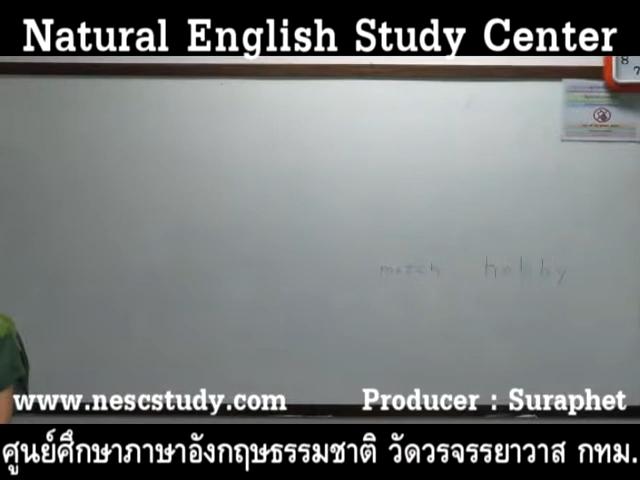 Natural English Study Center
8
7
match hobby
www.nescstudy.com Producer : Suraphet
ศูนย์ศึกษาภาษาอังกฤษธรรมชาติ วัดวรจรรยาวาส กทม.